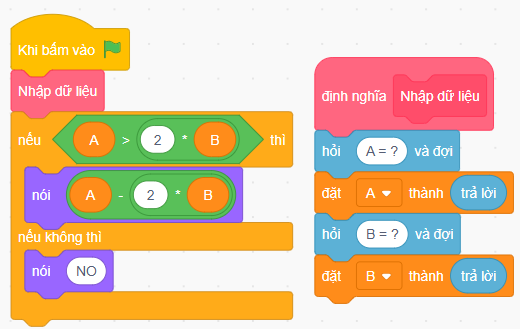 Khi bấm vào
Nhập dữ liệu
nếu A > 2 * B thì
nói A - 2 * B
nếu không thì
nói NO
định nghĩa Nhập dữ liệu
hỏi A = ? và đợi
đặt A thành trả lời
hỏi B = ? và đợi
đặt B thành trả lời